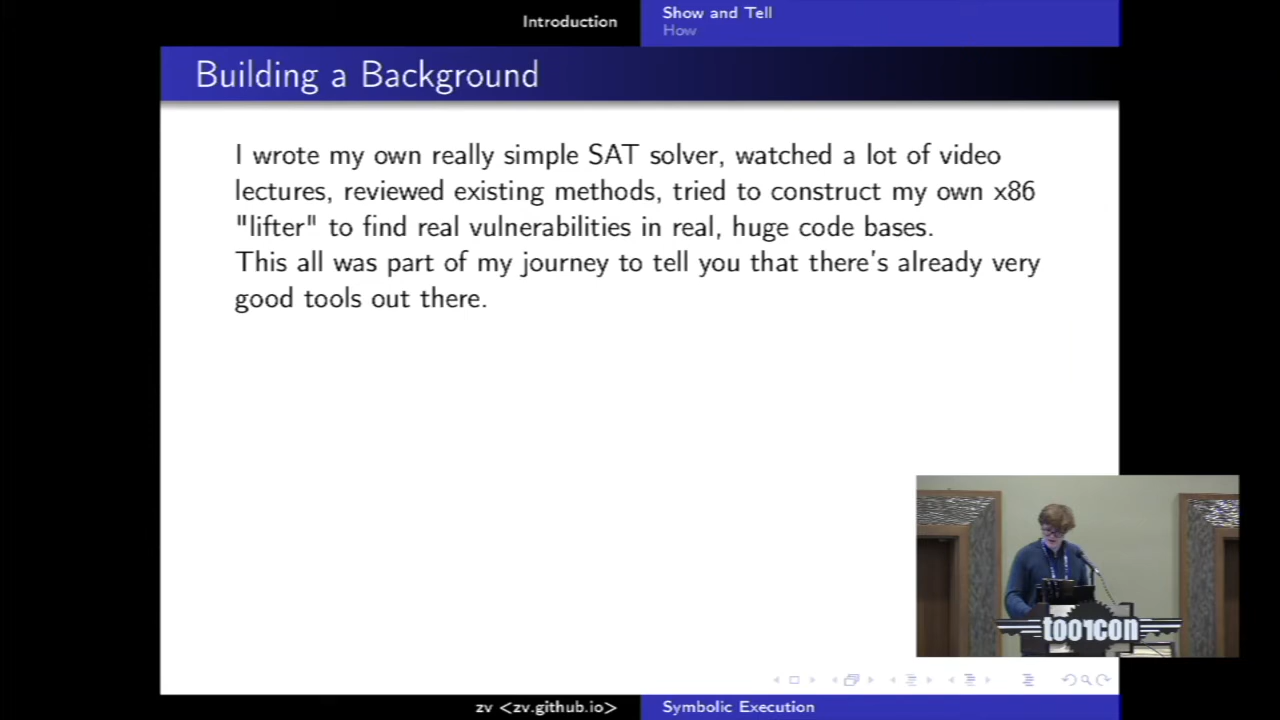 Introduction
Show and Tell
How
Building a Background
I wrote my own really simple SAT solver, watched a lot of video
lectures, reviewed existing methods, tried to construct my own x86
"lifter" to find real vulnerabilities in real, huge code bases.
This all was part of my journey to tell you that there's already very
good tools out there.
toorcon
zv <zv.github.io>
Symbolic Execution